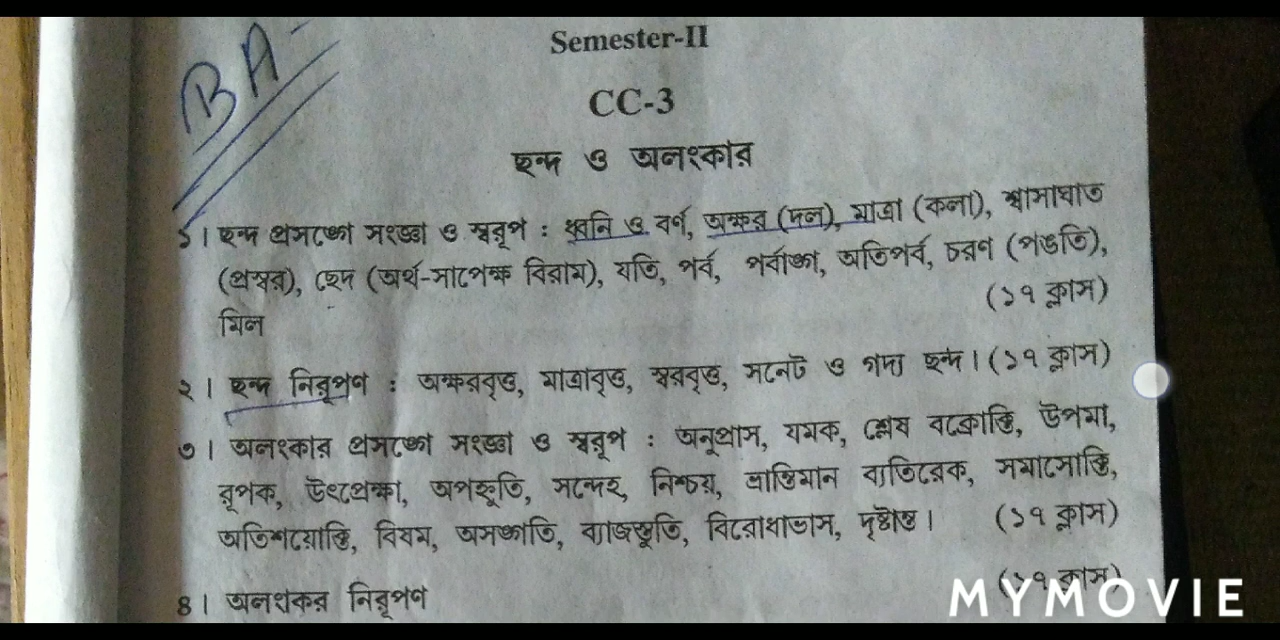 BA-
Semester-II
CC-3
ছন্দ ও অলংকার
১। ছন্দ প্রসঙ্গে সংজ্ঞা ও স্বরূপ : ধ্বনি ও বর্ণ, অক্ষর (দল), মাত্রা (কলা), শ্বাসাঘাত
(প্রস্বর), ছেদ (অর্থ-সাপেক্ষ বিরাম), যতি, পর্ব, পর্বাঙ্গ, অতিপর্ব, চরণ (পঙতি),
মিল (১৭ ক্লাস)
২। ছন্দ নিরূপণ : অক্ষরবৃত্ত, মাত্রাবৃত্ত, স্বরবৃত্ত, সনেট ও গদ্য ছন্দ। (১৭ ক্লাস)
৩। অলংকার প্রসঙ্গে সংজ্ঞা ও স্বরূপ : অনুপ্রাস, যমক, শ্লেষ বক্রোক্তি, উপমা,
রূপক, উৎপ্রেক্ষা, অপহ্নুতি, সন্দেহ, নিশ্চয়, ভ্রান্তিমান ব্যতিরেক, সমাসোক্তি,
অতিশয়োক্তি, বিষম, অসঙ্গতি, ব্যাজস্তুতি, বিরোধাভাস, দৃষ্টান্ত। (১৭ ক্লাস)
৪। অলংকর নিরূপণ (১৭ ক্লাস)
MYMOVIE